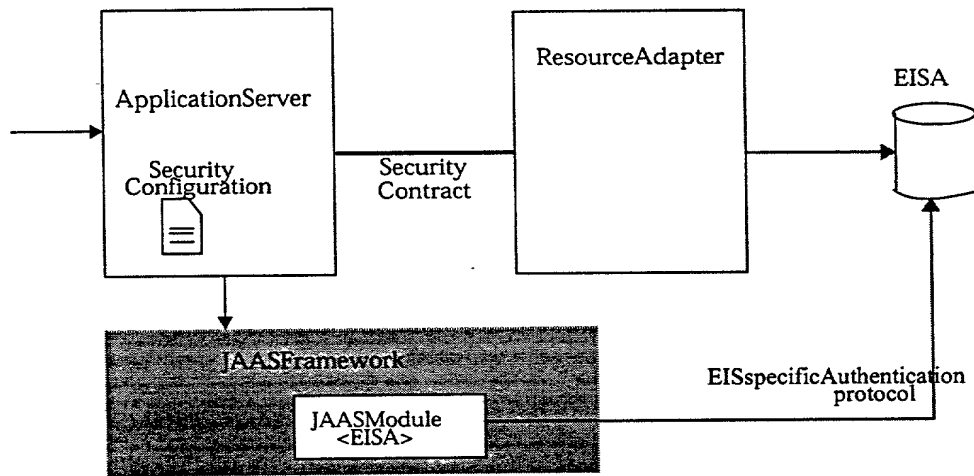 ResourceAdapter
EISA
ApplicationServer
Security
Configuration
Security
Contract
JAASFramework
JAASModule
<EISA>
EISspecificAuthentication
protocol